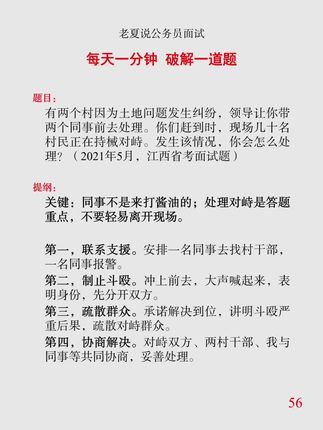 老夏说公务员面试
每天一分钟 破解一道题
题目：
有两个村因为土地问题发生纠纷，领导让你带
两个同事前去处理。你们赶到时，现场几十名
村民正在持械对峙。发生该情况，你会怎么处
理？（2021年5月，江西省考面试题）
提纲：
关键：同事不是来打酱油的；处理对峙是答题
重点，不要轻易离开现场。
第一，联系支援。安排一名同事去找村干部，
一名同事报警。
第二，制止斗殴。冲上前去，大声喊起来，表
明身份，先分开双方。
第三，疏散群众。承诺解决到位，讲明斗殴严
重后果，疏散对峙群众。
第四，协商解决。对峙双方、两村干部、我与
同事等共同协商，妥善处理。
56